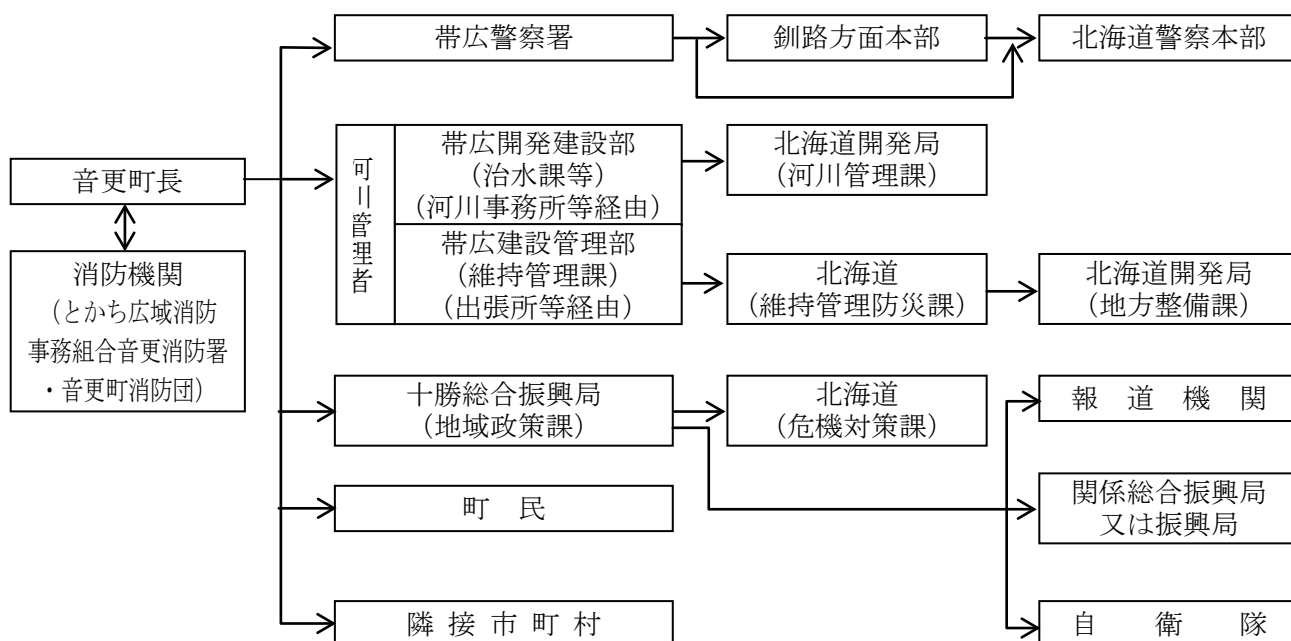 帯広警察署
釧路方面本部
北海道警察本部
音更町長
消防機関
（とかち広域消防
事務組合音更消防署
・音更町消防団）
河川管理者
帯広開発建設部
（治水課等）
（河川事務所等経由）
北海道開発局
（河川管理課）
帯広建設管理部
（維持管理課）
（出張所等経由）
北海道
（維持管理防災課）
北海道開発局
（地方整備課）
十勝総合振興局
（地域政策課）
北海道
（危機対策課）
報　道　機　関
町　民
関係総合振興局
又は振興局
隣 接 市 町 村
自　衛　隊